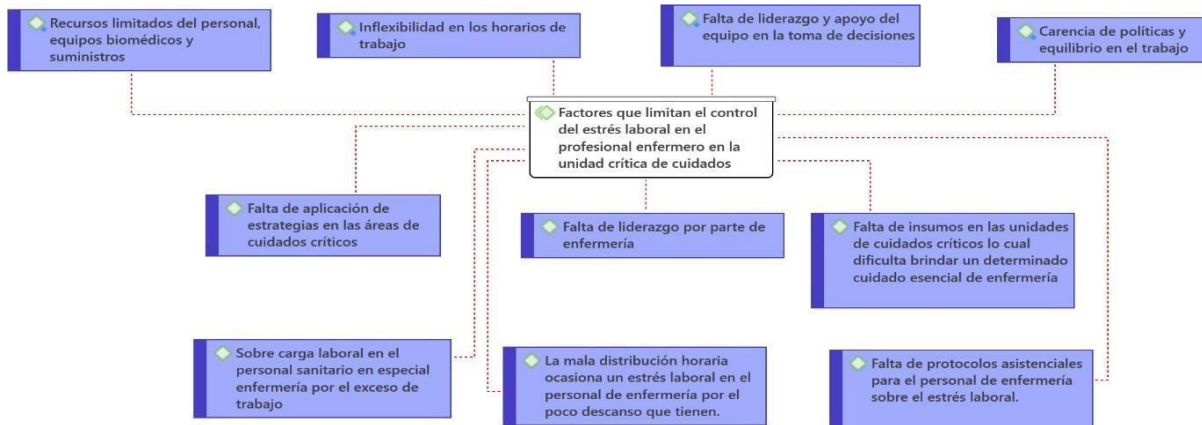 Recursos limitados del personal,
equipos biomédicos y
suministros
Inflexibilidad en los horarios de
trabajo
Falta de liderazgo y apoyo del
equipo en la toma de decisiones
Carencia de políticas y
equilibrio en el trabajo
Factores que limitan el control
del estrés laboral en el
profesional enfermero en la
unidad crítica de cuidados
Falta de aplicación de
estrategias en las áreas de
cuidados críticos
Falta de liderazgo por parte de
enfermería
Falta de insumos en las unidades
de cuidados críticos lo cual
dificulta brindar un determinado
cuidado esencial de enfermería
Sobre carga laboral en el
personal sanitario en especial
enfermería por el exceso de
trabajo
La mala distribución horaria
ocasiona un estrés laboral en el
personal de enfermería por el
poco descanso que tienen.
Falta de protocolos asistenciales
para el personal de enfermería
sobre el estrés laboral.